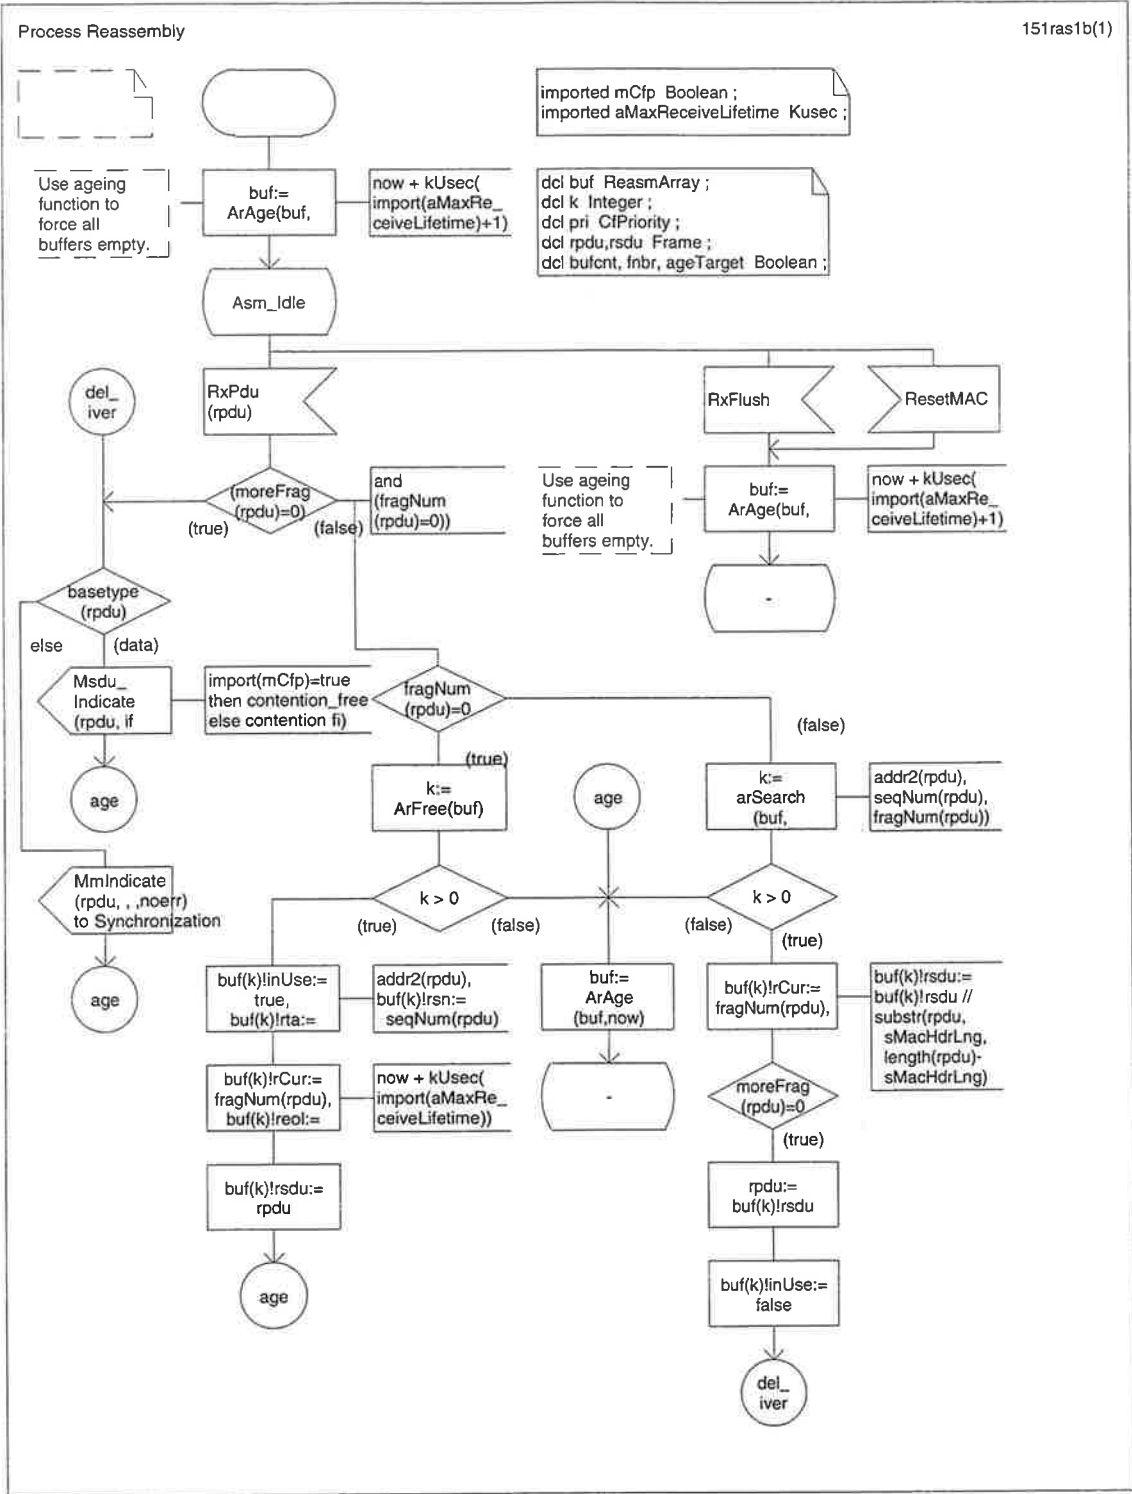 Process Reassembly
151ras1b(1)
imported mCfp Boolean ;
imported aMaxReceiveLifetime Kusec ;
Use ageing
function to
force all
buffers empty.
buf:=
ArAge(buf,
now + kUsec(
import(aMaxRe_
ceiveLifetime)+1)
dcl buf ReasmArray ;
dcl k Integer ;
dcl pri CfPriority ;
dcl rpdu,rsdu Frame ;
dcl bufcnt, fnbr, ageTarget Boolean ;
Asm_Idle
del_
iver
RxPdu
(rpdu)
RxFlush
ResetMAC
(moreFrag
(rpdu)=0)
(true)
(false)
and
(fragNum
(rpdu)=0))
Use ageing
function to
force all
buffers empty.
buf:=
ArAge(buf,
now + kUsec(
import(aMaxRe_
ceiveLifetime)+1)
-
basetype
(rpdu)
else
(data)
Msdu_
Indicate
(rpdu, if
import(mCfp)=true
then contention_free
else contention fi)
fragNum
(rpdu)=0
(false)
(true)
age
k:=
ArFree(buf)
age
k:=
arSearch
(buf,
addr2(rpdu),
seqNum(rpdu),
fragNum(rpdu))
MmIndicate
(rpdu, , ,noerr)
to Synchronization
k > 0
(true)
(false)
k > 0
(false)
(true)
age
buf(k)!inUse:=
true,
buf(k)!rta:=
addr2(rpdu),
buf(k)!rsn:=
seqNum(rpdu)
buf:=
ArAge
(buf,now)
buf(k)!rCur:=
fragNum(rpdu),
buf(k)!rsdu:=
buf(k)!rsdu //
substr(rpdu,
sMacHdrLng,
length(rpdu)-
sMacHdrLng)
buf(k)!rCur:=
fragNum(rpdu),
buf(k)!reol:=
now + kUsec(
import(aMaxRe_
ceiveLifetime))
-
moreFrag
(rpdu)=0
(true)
buf(k)!rsdu:=
rpdu
rpdu:=
buf(k)!rsdu
age
buf(k)!inUse:=
false
del_
iver